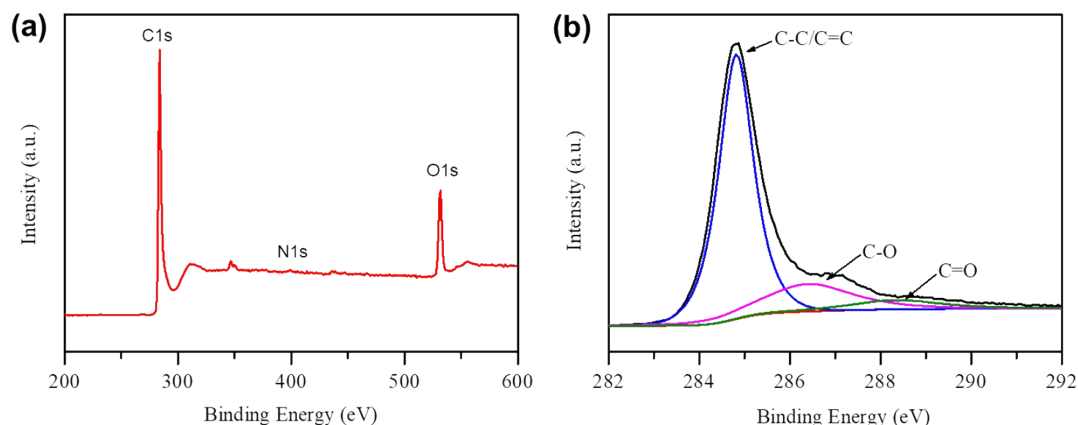 (a)
C1s
O1s
N1s
Intensity (a.u.)
200 300 400 500 600
Binding Energy (eV)
(b)
C-C/C=C
C-O
C=O
Intensity (a.u.)
282 284 286 288 290 292
Binding Energy (eV)